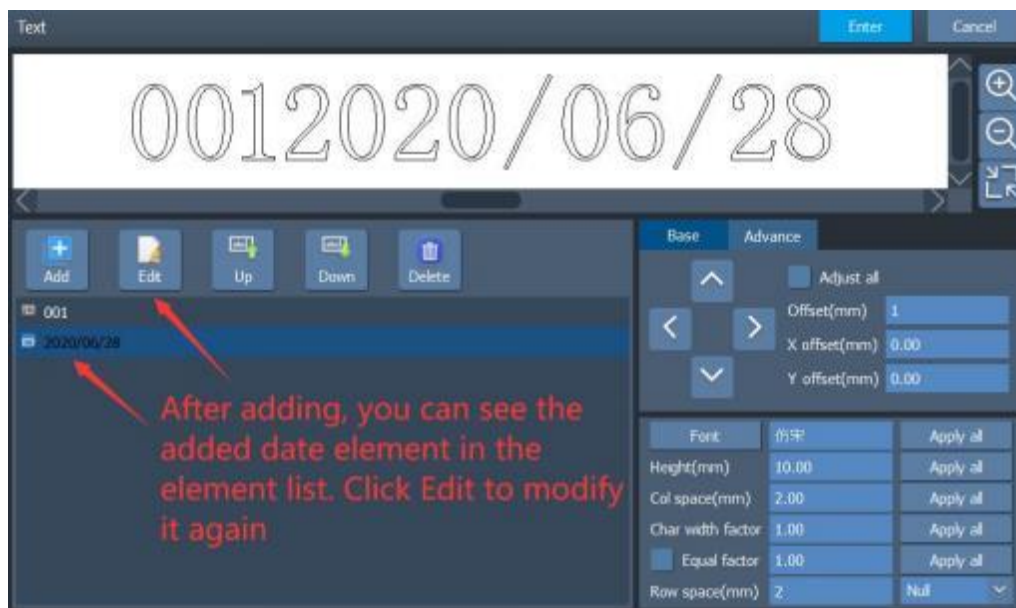 Text
Enter
Cancel
0012020/06/28
Add
Edit
Up
Down
Delete
001
2020/06/28
After adding, you can see the
added date element in the
element list. Click Edit to modify
it again
Base
Advance
Adjust all
Offset(mm) 1
X offset(mm) 0.00
Y offset(mm) 0.00
Font 仿宋 Apply all
Height(mm) 10.00 Apply all
Col space(mm) 2.00 Apply all
Char width factor 1.00 Apply all
Equal factor 1.00 Apply all
Row space(mm) 2 Null